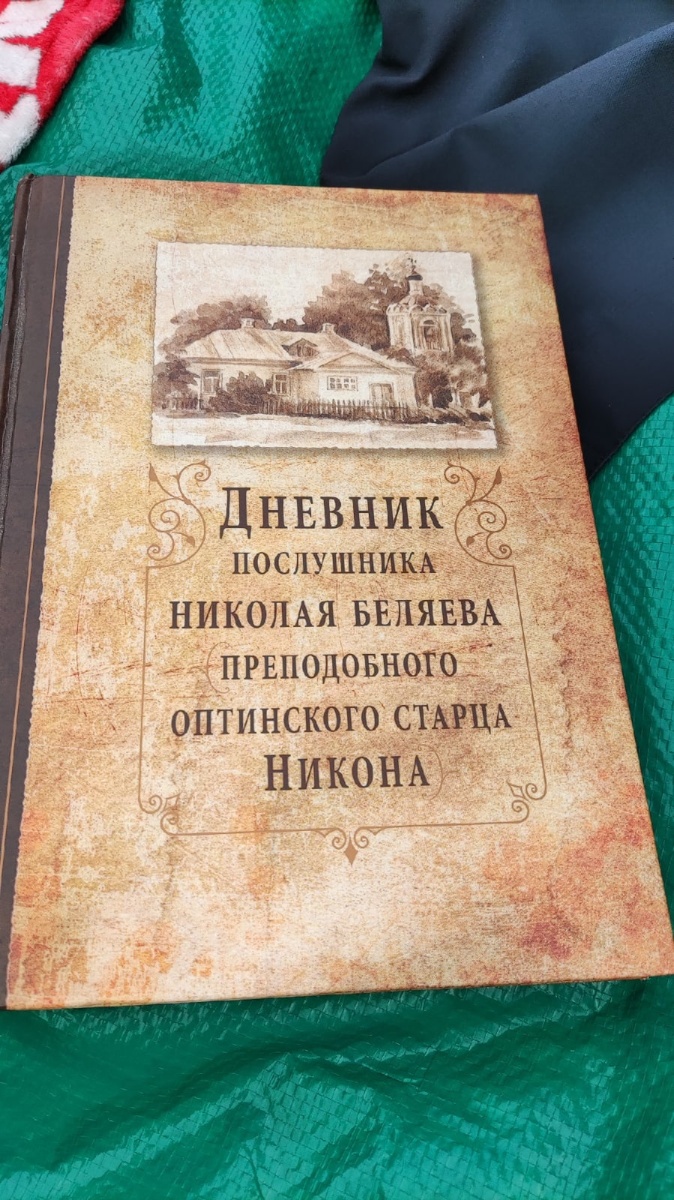 ДНЕВНИК
ПОСЛУШНИКА
НИКОЛАЯ БЕЛЯЕВА
ПРЕПОДОБНОГО
ОПТИНСКОГО СТАРЦА
НИКОНА